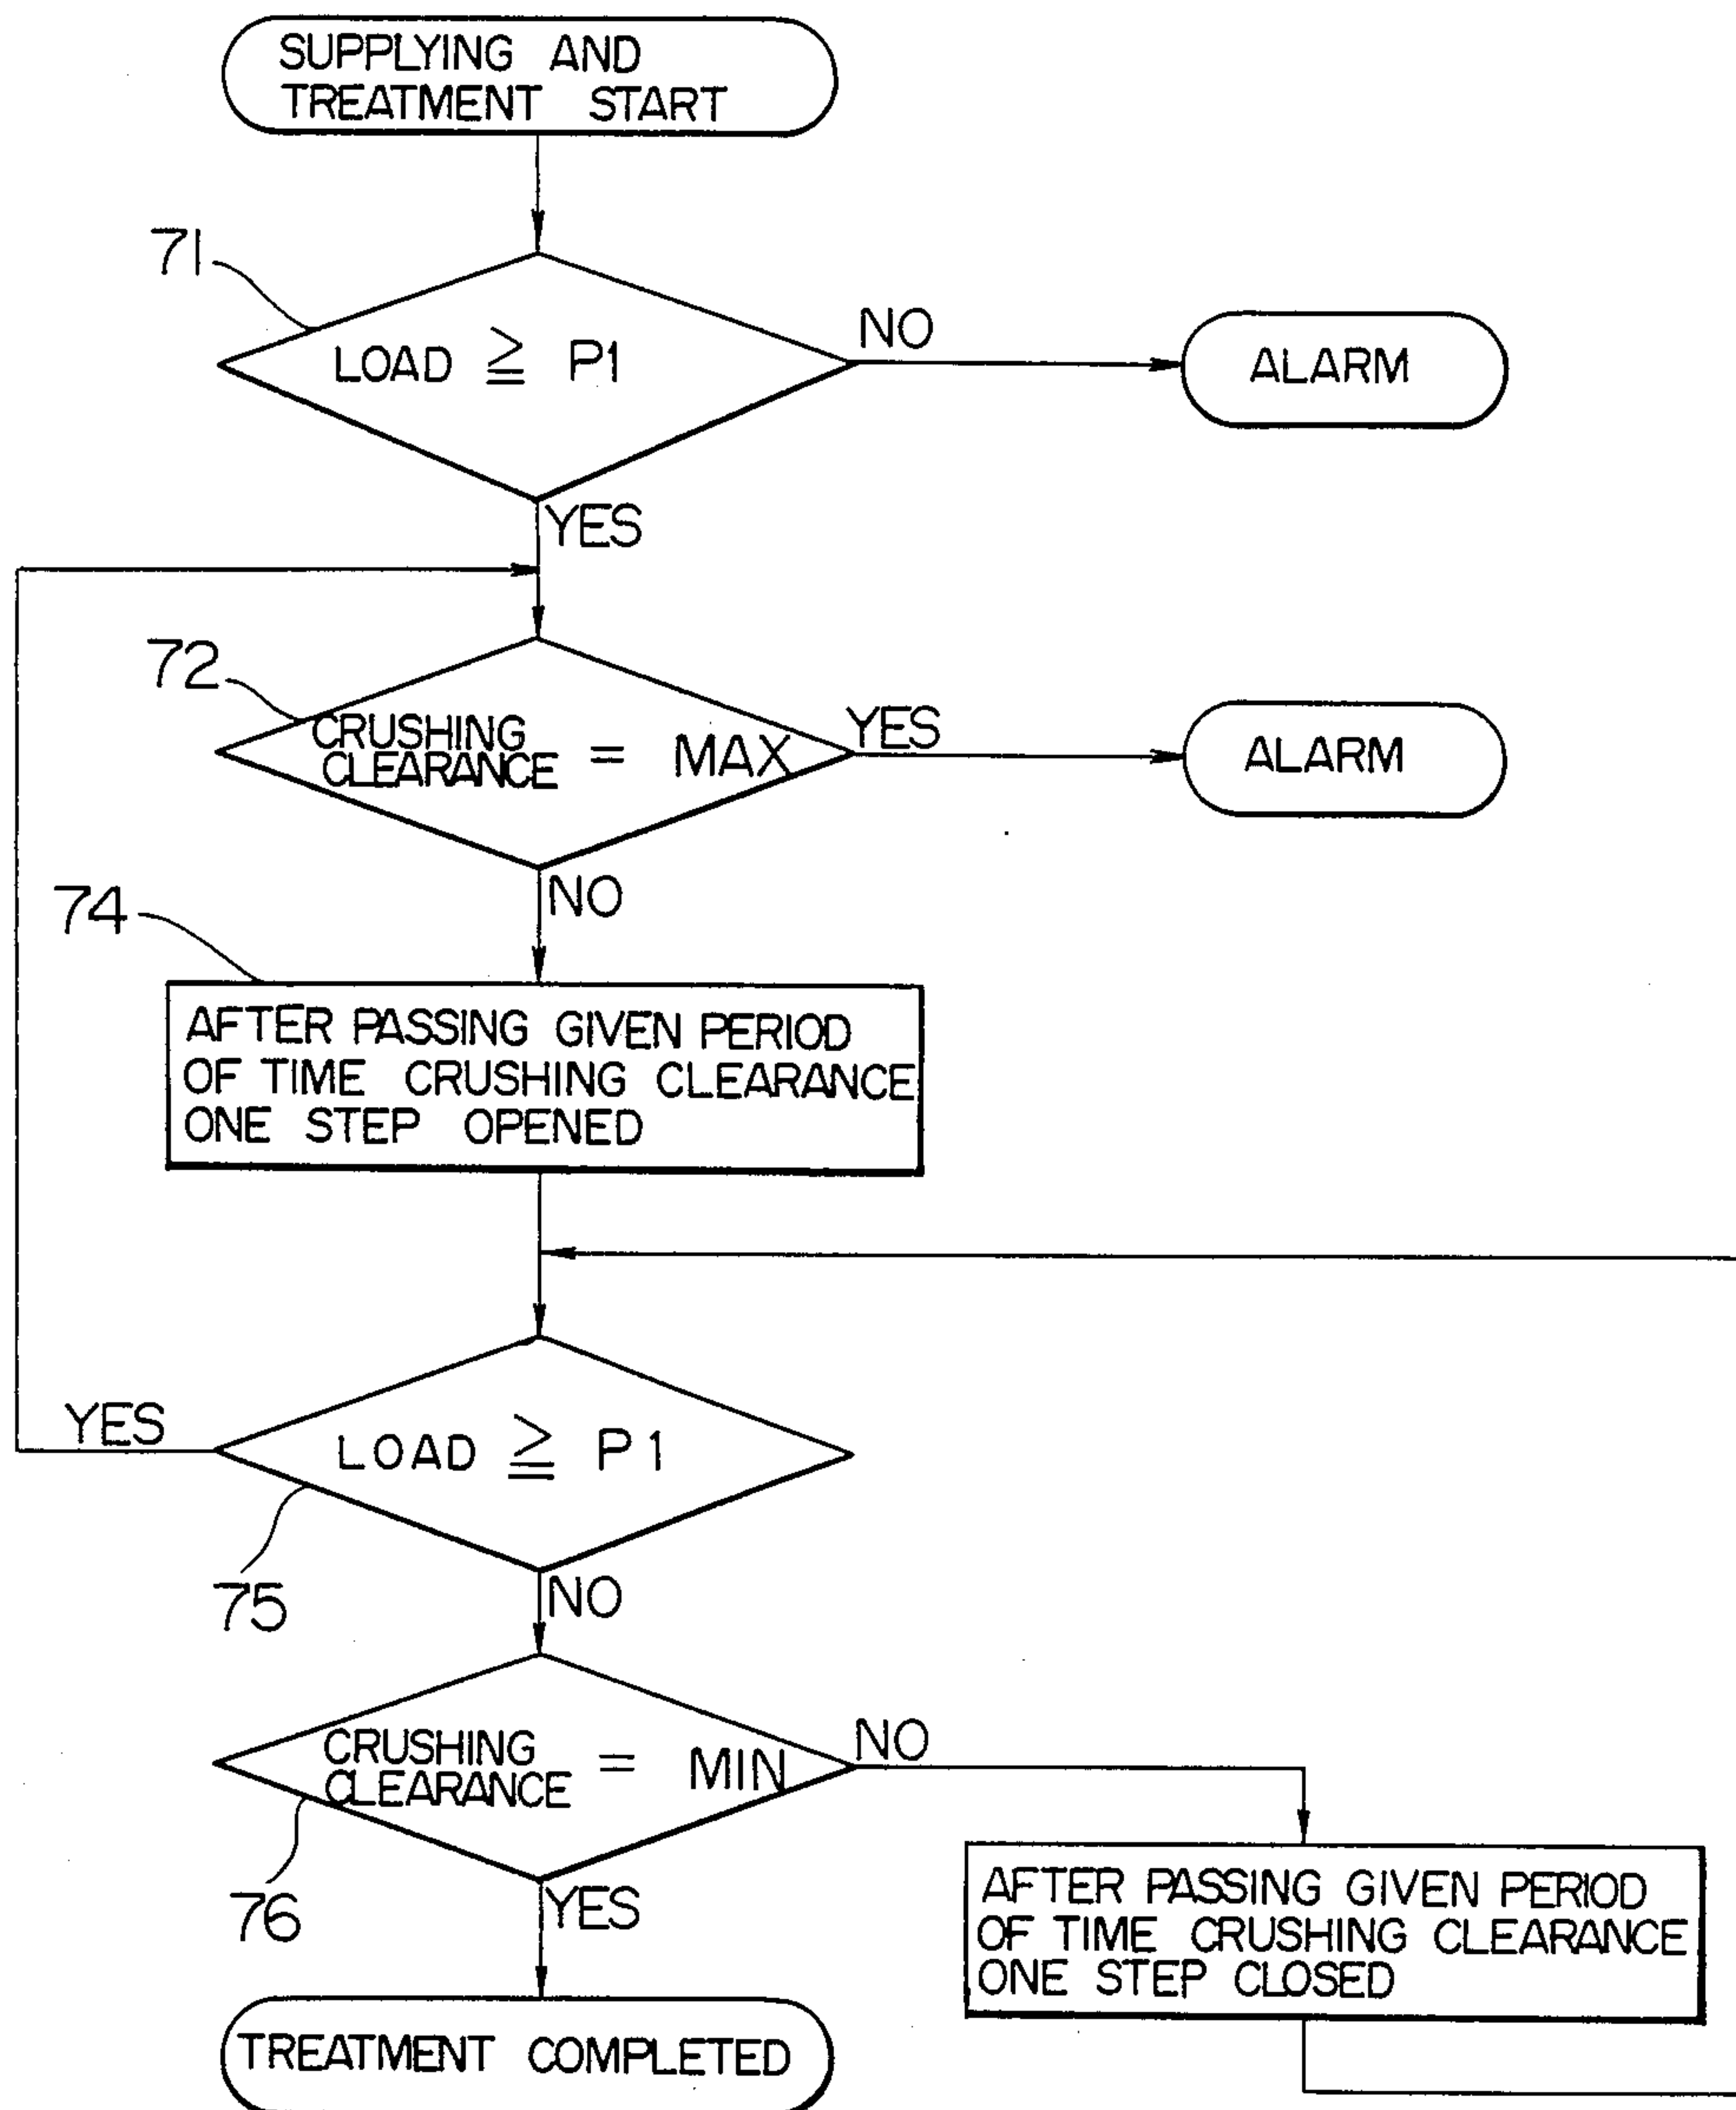 SUPPLYING AND
TREATMENT START
71
LOAD ≧ P1
NO
ALARM
YES
72
CRUSHING
CLEARANCE = MAX
YES
ALARM
NO
74
AFTER PASSING GIVEN PERIOD
OF TIME CRUSHING CLEARANCE
ONE STEP OPENED
YES
LOAD ≧ P1
75
NO
CRUSHING
CLEARANCE = MIN
NO
76
YES
AFTER PASSING GIVEN PERIOD
OF TIME CRUSHING CLEARANCE
ONE STEP CLOSED
TREATMENT COMPLETED